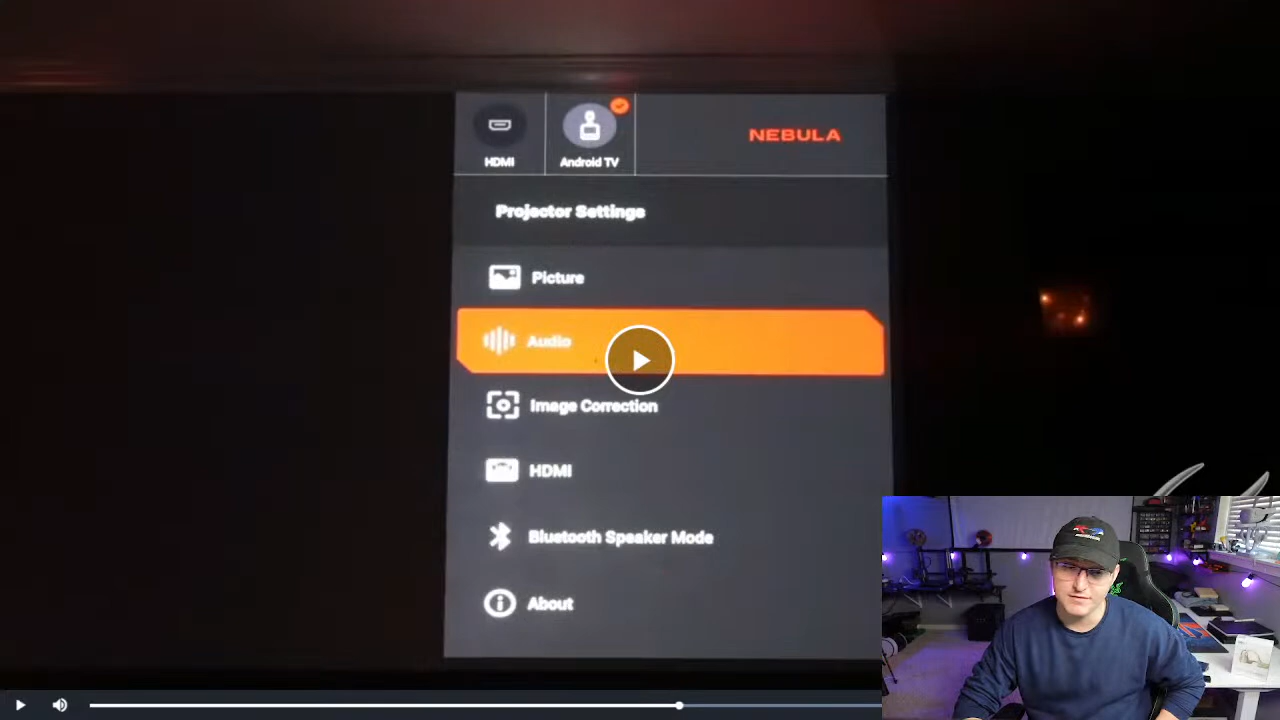 HDMI
Android TV
NEBULA
Projector Settings
Picture
Audio
Image Correction
HDMI
Bluetooth Speaker Mode
About